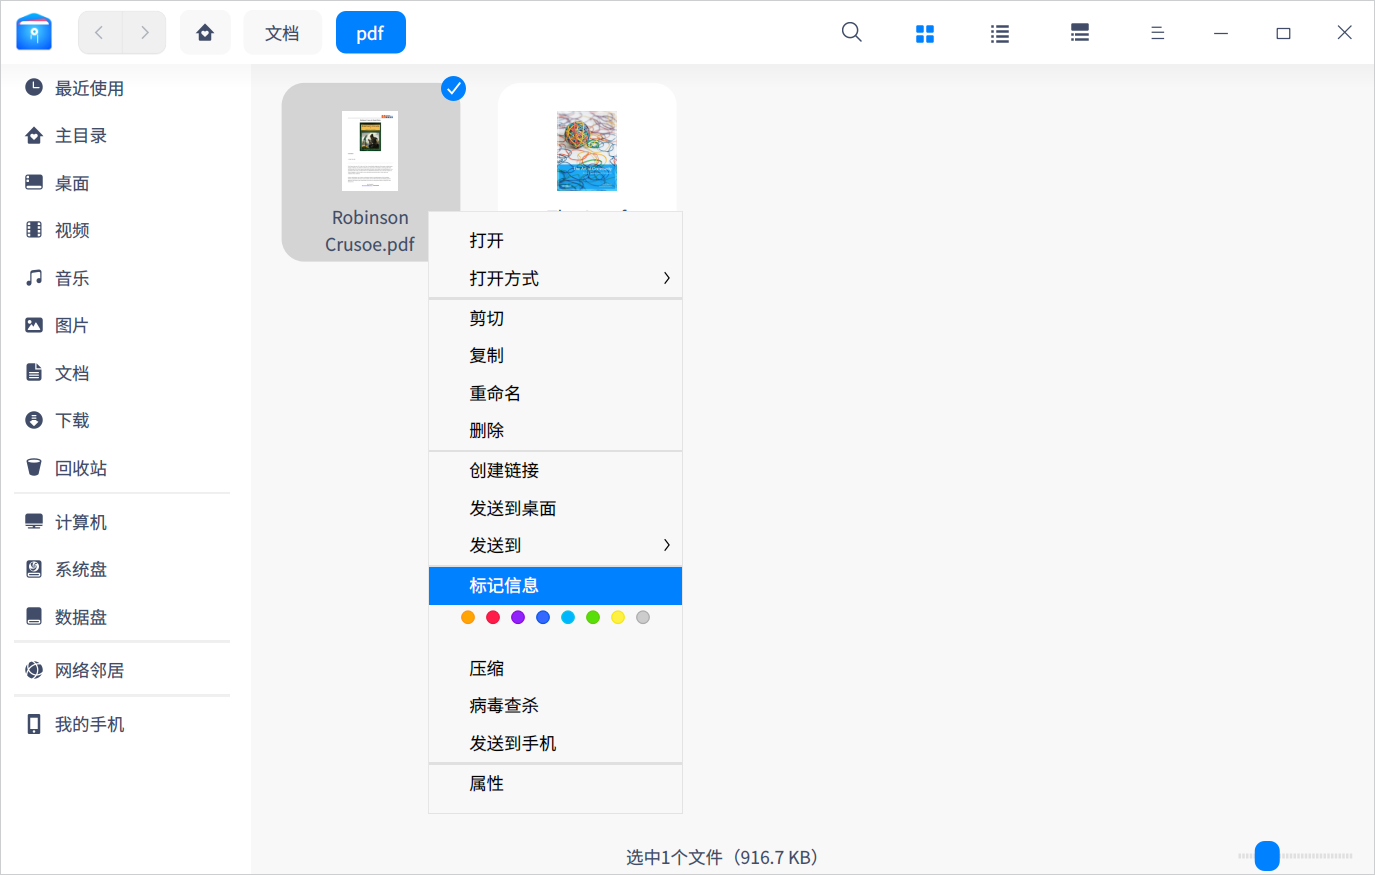 文档
pdf
最近使用
主目录
桌面
视频
音乐
图片
文档
下载
回收站
计算机
系统盘
数据盘
网络邻居
我的手机
Robinson
Crusoe.pdf
打开
打开方式
剪切
复制
重命名
删除
创建链接
发送到桌面
发送到
标记信息
压缩
病毒查杀
发送到手机
属性
选中1个文件（916.7 KB）